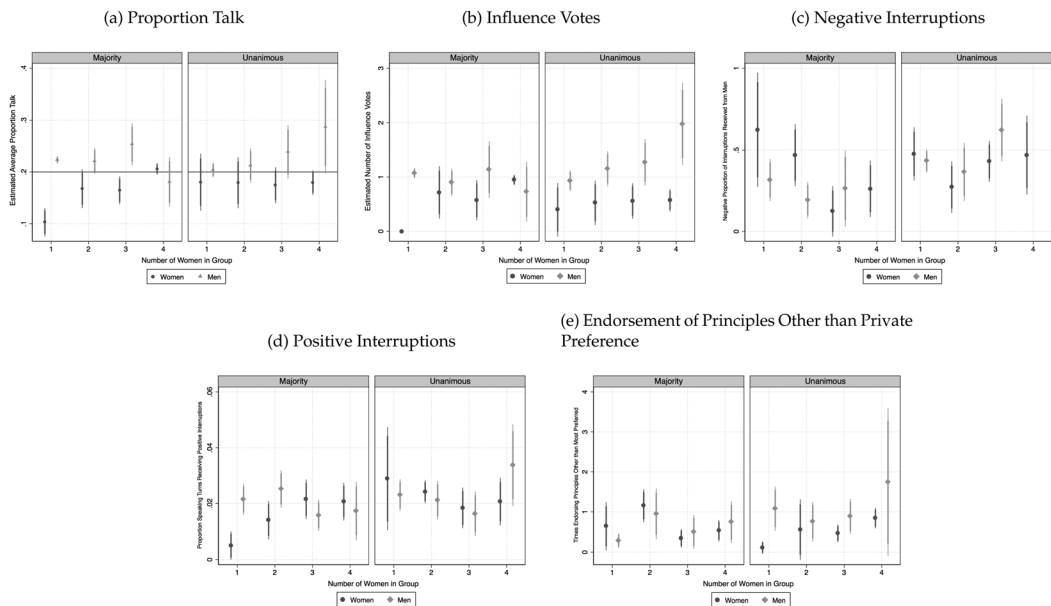 (a) Proportion Talk
Majority
Unanimous
Estimated Average Proportion Talk
.1
.2
.3
.4
1
2
3
4
1
2
3
4
Number of Women in Group
Women
Men
(b) Influence Votes
Majority
Unanimous
Estimated Number of Influence Votes
0
1
2
3
1
2
3
4
1
2
3
4
Number of Women in Group
Women
Men
(c) Negative Interruptions
Majority
Unanimous
Negative Proportion of Interruptions Received from Men
0
.5
1
1
2
3
4
1
2
3
4
Number of Women in Group
Women
Men
(d) Positive Interruptions
Majority
Unanimous
Proportion Speaking Turns Receiving Positive Interruptions
0
.02
.04
.06
1
2
3
4
1
2
3
4
Number of Women in Group
Women
Men
(e) Endorsement of Principles Other than Private
Preference
Majority
Unanimous
Times Endorsing Principles Other than Most Preferred
0
1
2
3
4
1
2
3
4
1
2
3
4
Number of Women in Group
Women
Men